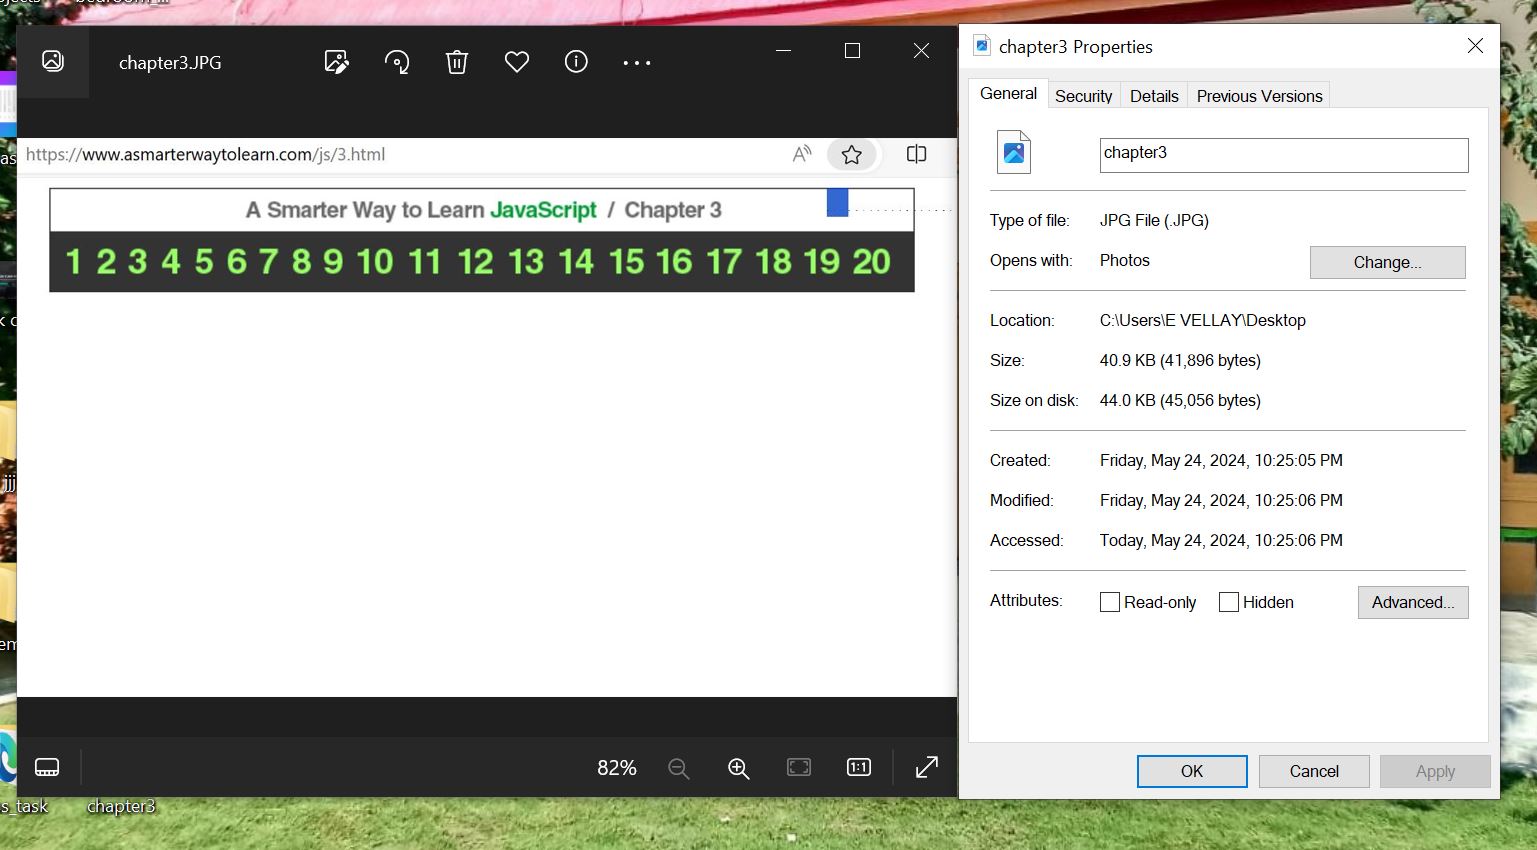 chapter3.JPG
https://www.asmarterwaytolearn.com/js/3.html
A Smarter Way to Learn JavaScript / Chapter 3
1 2 3 4 5 6 7 8 9 10 11 12 13 14 15 16 17 18 19 20
82%
1:1
s_task
chapter3
chapter3 Properties
General Security Details Previous Versions
chapter3
Type of file: JPG File (.JPG)
Opens with: Photos Change...
Location: C:\Users\E VELLAY\Desktop
Size: 40.9 KB (41,896 bytes)
Size on disk: 44.0 KB (45,056 bytes)
Created: Friday, May 24, 2024, 10:25:05 PM
Modified: Friday, May 24, 2024, 10:25:06 PM
Accessed: Today, May 24, 2024, 10:25:06 PM
Attributes: Read-only Hidden Advanced...
OK Cancel Apply